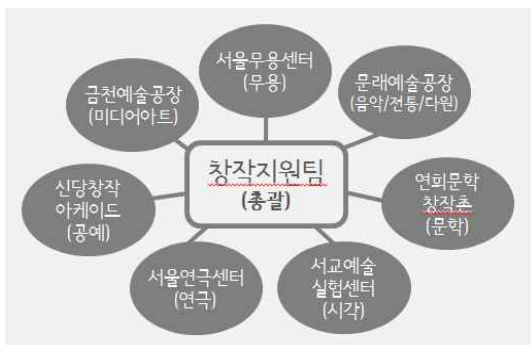 서울무용센터
(무용)
금천예술공장
(미디어아트)
문래예술공장
(음악/전통/다원)
창작지원팀
(총괄)
신당창작
아케이드
(공예)
연희문학
창작촌
(문학)
서울연극센터
(연극)
서교예술
실험센터
(시각)